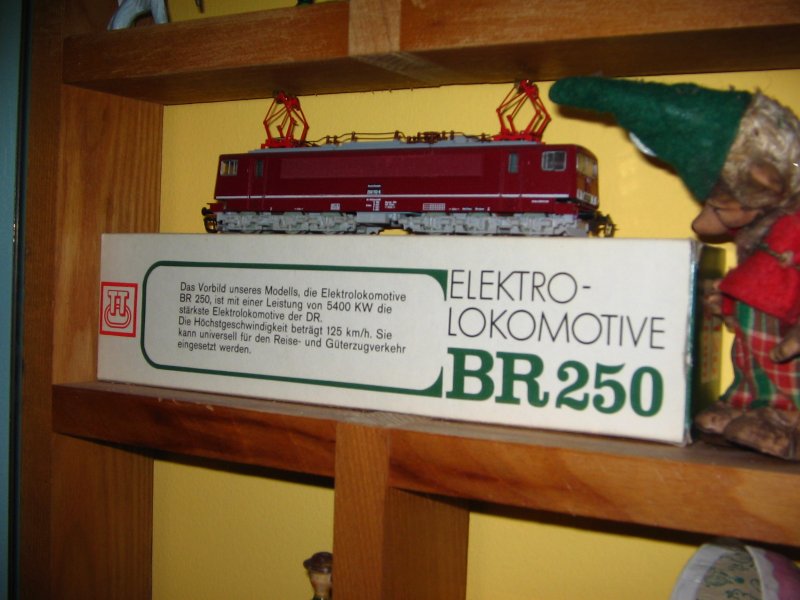 TT
Das Vorbild unseres Modells, die Elektrolokomotive
BR 250, ist mit einer Leistung von 5400 KW die
stärkste Elektrolokomotive der DR.
Die Höchstgeschwindigkeit beträgt 125 km/h. Sie
kann universell für den Reise- und Güterzugverkehr
eingesetzt werden.
ELEKTRO-
LOKOMOTIVE
BR 250